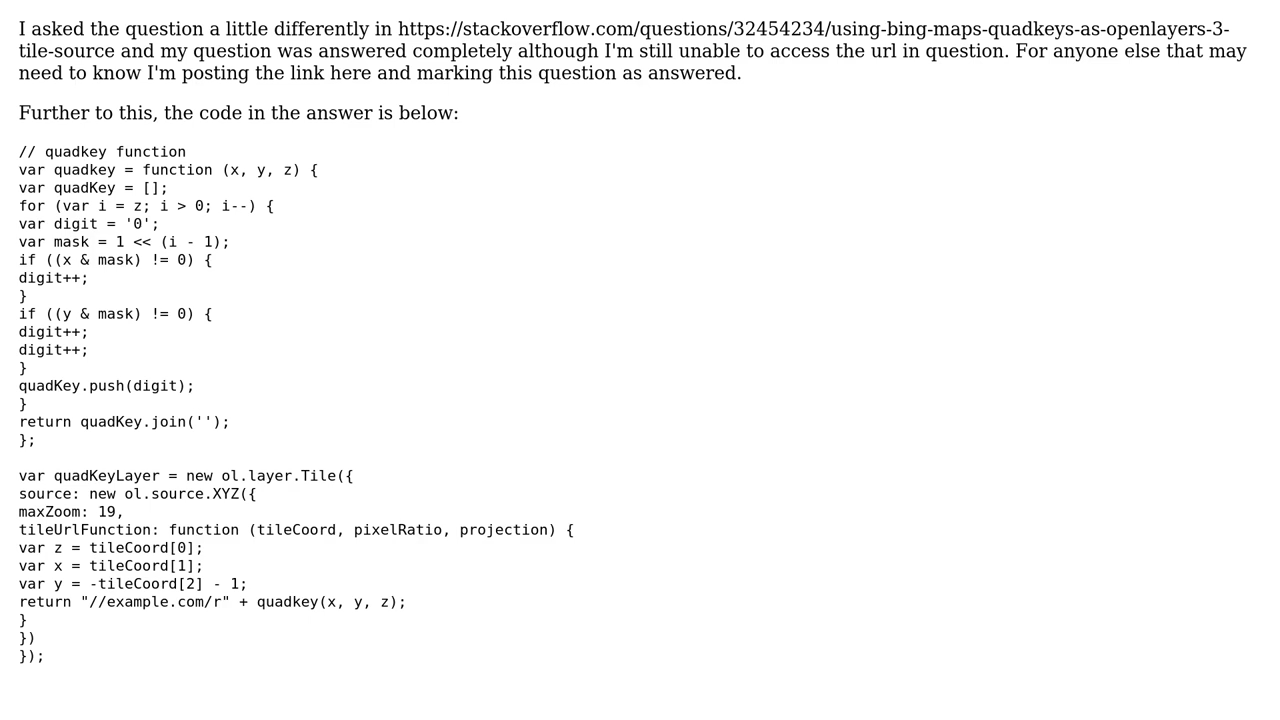 I asked the question a little differently in https://stackoverflow.com/questions/32454234/using-bing-maps-quadkeys-as-openlayers-3-
tile-source and my question was answered completely although I'm still unable to access the url in question. For anyone else that may
need to know I'm posting the link here and marking this question as answered.
Further to this, the code in the answer is below:
// quadkey function
var quadkey = function (x, y, z) {
var quadKey = [];
for (var i = z; i > 0; i--) {
var digit = '0';
var mask = 1 << (i - 1);
if ((x & mask) != 0) {
digit++;
}
if ((y & mask) != 0) {
digit++;
digit++;
}
quadKey.push(digit);
}
return quadKey.join('');
};
var quadKeyLayer = new ol.layer.Tile({
source: new ol.source.XYZ({
maxZoom: 19,
tileUrlFunction: function (tileCoord, pixelRatio, projection) {
var z = tileCoord[0];
var x = tileCoord[1];
var y = -tileCoord[2] - 1;
return "//example.com/r" + quadkey(x, y, z);
}
})
});